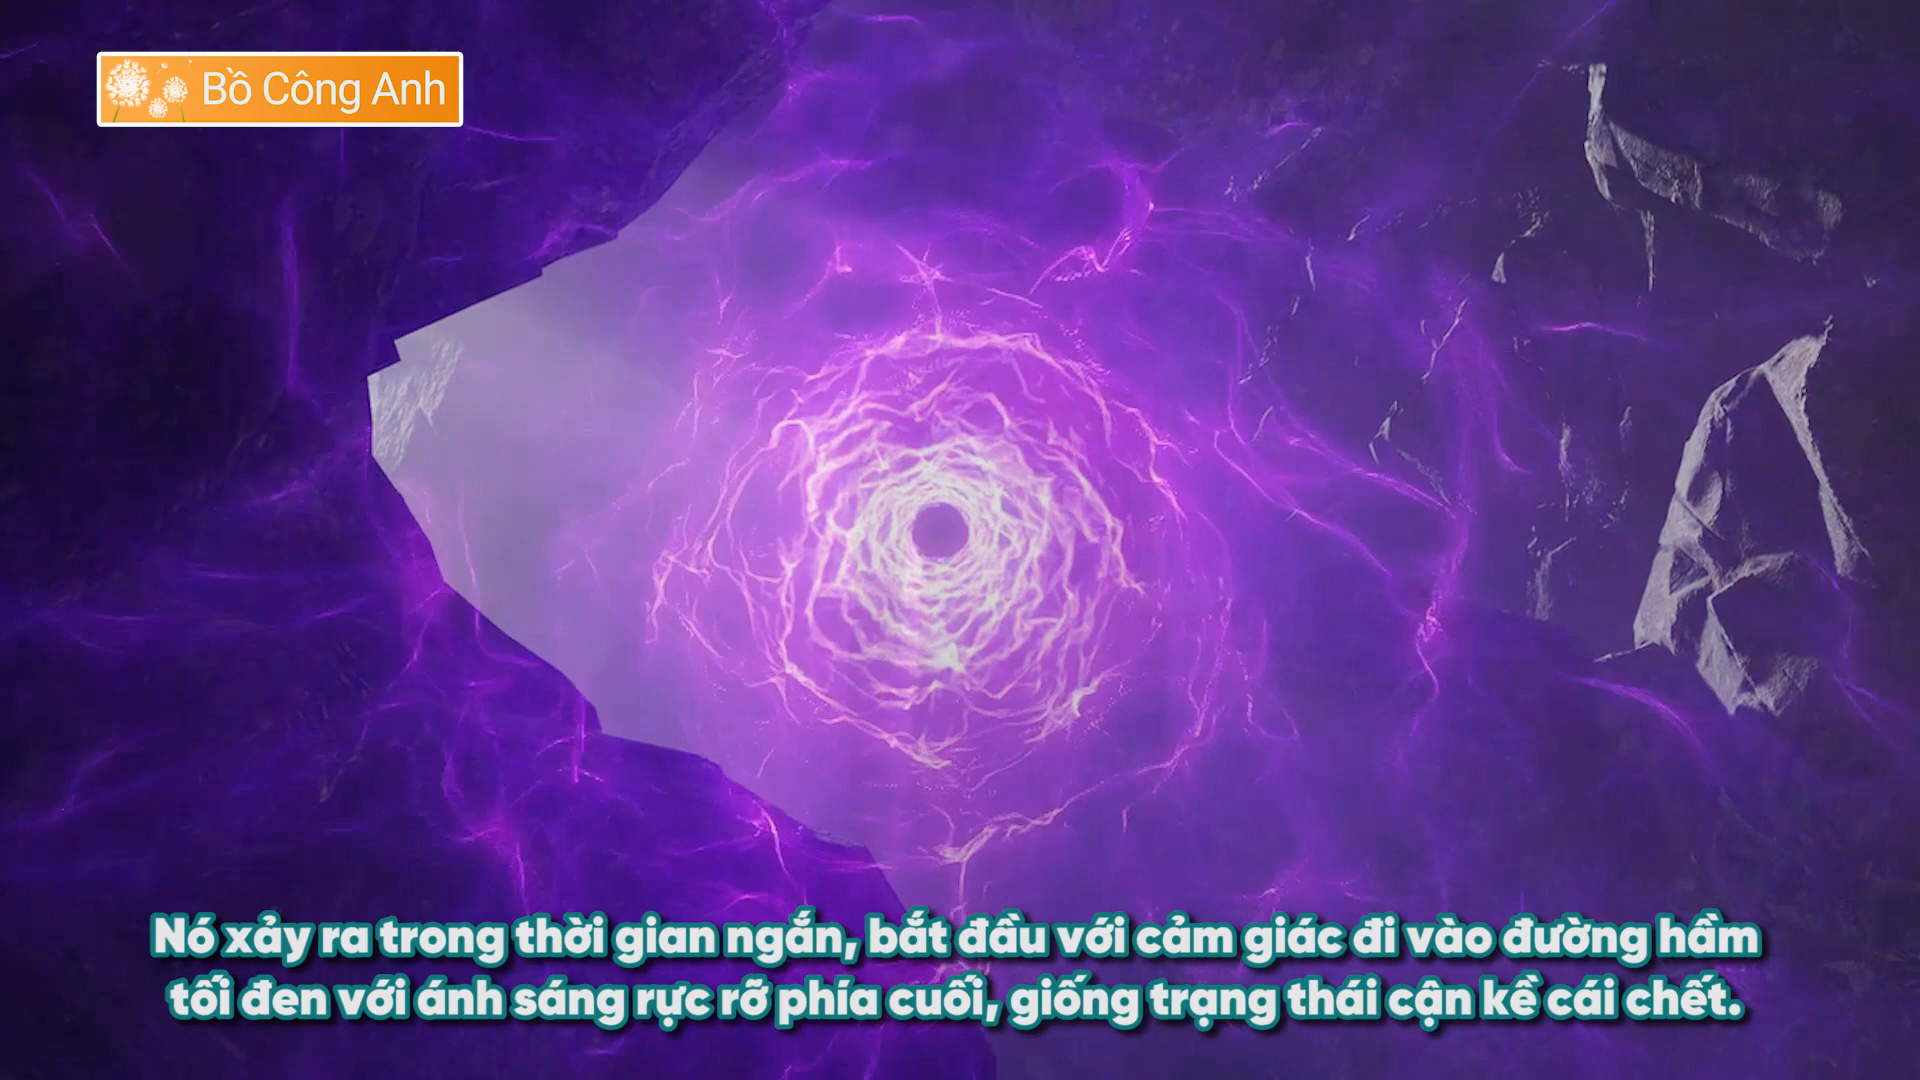 Bồ Công Anh
Nó xảy ra trong thời gian ngắn, bắt đầu với cảm giác đi vào đường hầm
tối đen với ánh sáng rực rỡ phía cuối, giống trạng thái cận kề cái chết.